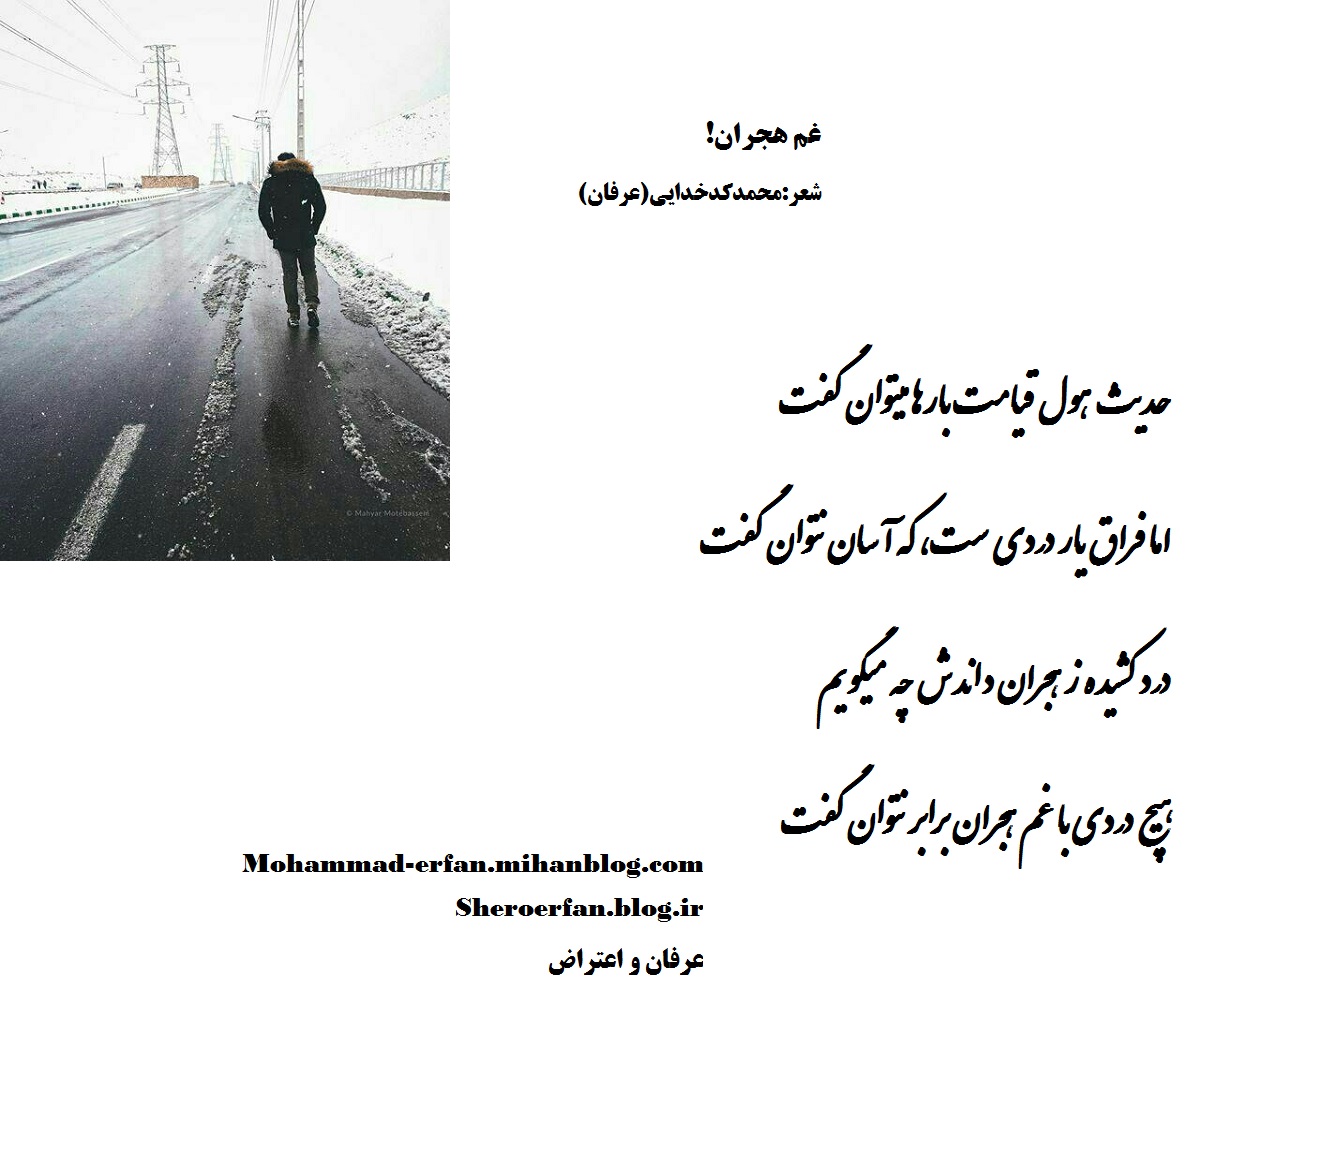 غم هجران!
شعر:محمدکدخدایی(عرفان)
حدیث هول قیامت بارها میتوان گفت
اما فراق یار دردی ست، که آسان نتوان گفت
درد کشیده ز هجران داندش چه میگویم
هیچ دردی با غم هجران برابر نتوان گفت
Mohammad-erfan.mihanblog.com
Sheroerfan.blog.ir
عرفان و اعتراض
© Mahyar Motebassem